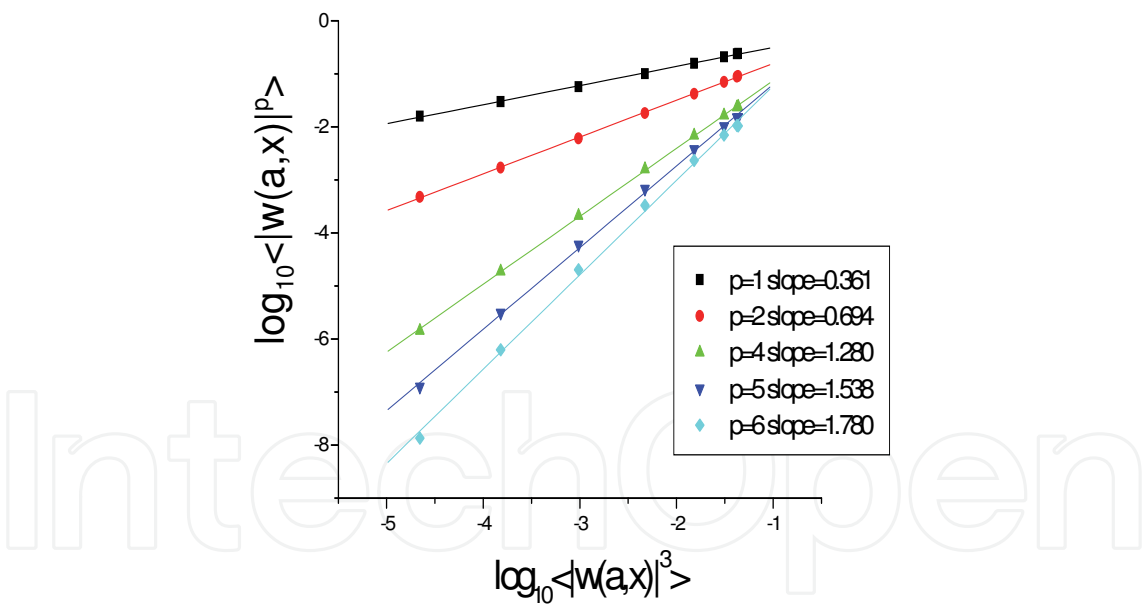 0
-2
-4
-6
-8
log10<|w(a,x)|^p>
p=1 slope=0.361
p=2 slope=0.694
p=4 slope=1.280
p=5 slope=1.538
p=6 slope=1.780
-5 -4 -3 -2 -1
log10<|w(a,x)|^3>
IntechOpen